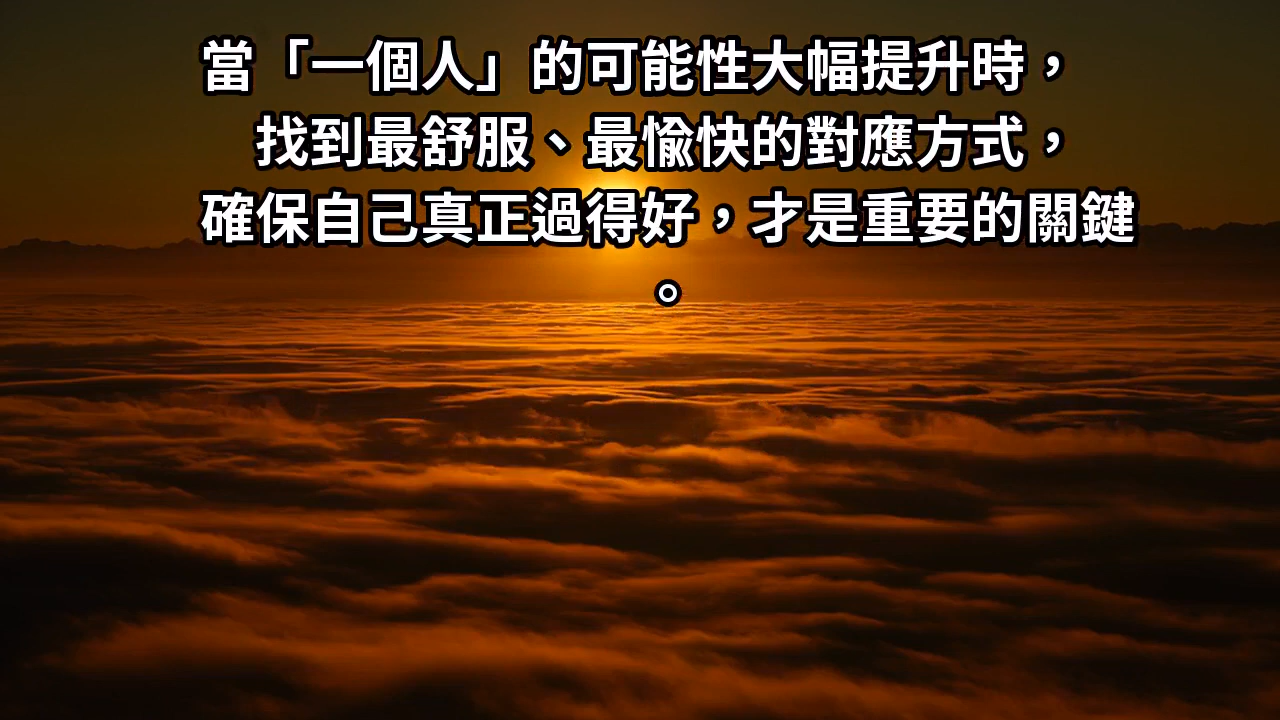 當「一個人」的可能性大幅提升時，
找到最舒服、最愉快的對應方式，
確保自己真正過得好，才是重要的關鍵
。